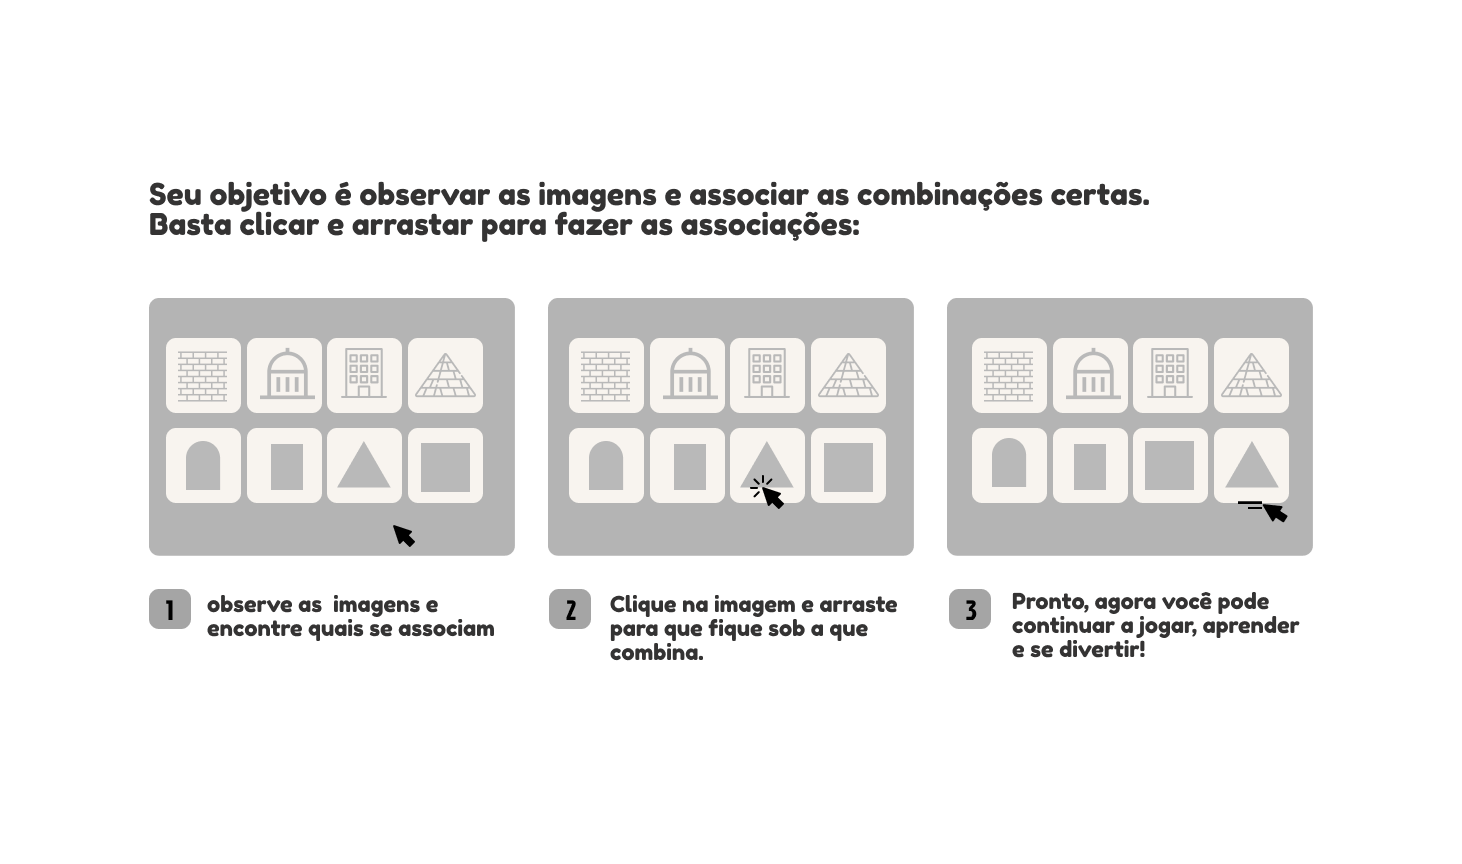 Seu objetivo é observar as imagens e associar as combinações certas.
Basta clicar e arrastar para fazer as associações:
1
observe as  imagens e
encontre quais se associam
2
Clique na imagem e arraste
para que fique sob a que
combina.
3
Pronto, agora você pode
continuar a jogar, aprender
e se divertir!